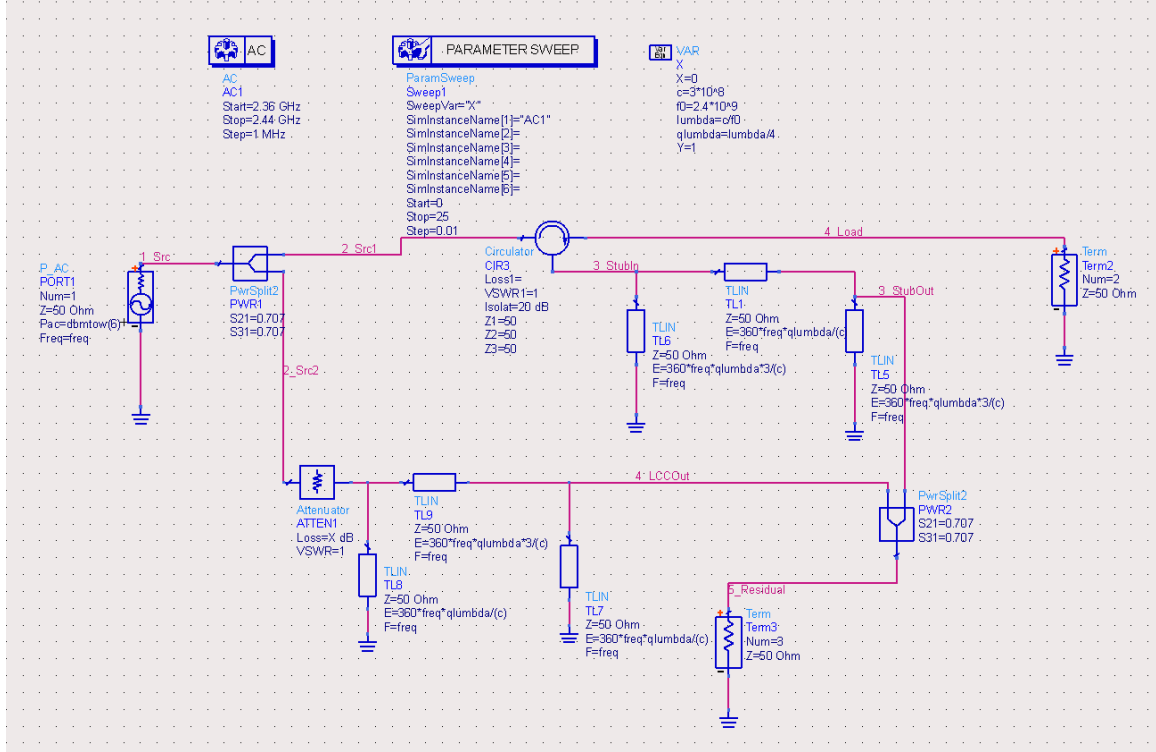 AC
AC
AC1
Start=2.36 GHz
Stop=2.44 GHz
Step=1 MHz
PARAMETER SWEEP
ParamSweep
Sweep1
SweepVar="X"
SimInstanceName[1]="AC1"
SimInstanceName[2]=
SimInstanceName[3]=
SimInstanceName[4]=
SimInstanceName[5]=
SimInstanceName[6]=
Start=0
Stop=25
Step=0.01
Var
Eqn
VAR
X
X=0
c=3*10^8
f0=2.4*10^9
lumbda=c/f0
qlumbda=lumbda/4
Y=1
1_Src
P_AC
PORT1
Num=1
Z=50 Ohm
Pac=dbmtow(6)
Freq=freq
PwrSplit2
PWR1
S21=0.707
S31=0.707
2_Src1
2_Src2
Circulator
CIR3
Loss1=
VSWR1=1
Isolat=20 dB
Z1=50
Z2=50
Z3=50
4_Load
3_StubIn
3_StubOut
Term
Term2
Num=2
Z=50 Ohm
TLIN
TL1
Z=50 Ohm
E=360*freq*qlumbda/(c)
F=freq
TLIN
TL6
Z=50 Ohm
E=360*freq*qlumbda*3/(c)
F=freq
TLIN
TL5
Z=50 Ohm
E=360*freq*qlumbda*3/(c)
F=freq
Attenuator
ATTEN1
Loss=X dB
VSWR=1
TLIN
TL9
Z=50 Ohm
E=360*freq*qlumbda*3/(c)
F=freq
4_LCCOut
TLIN
TL8
Z=50 Ohm
E=360*freq*qlumbda/(c)
F=freq
TLIN
TL7
Z=50 Ohm
E=360*freq*qlumbda/(c)
F=freq
PwrSplit2
PWR2
S21=0.707
S31=0.707
5_Residual
Term
Term3
Num=3
Z=50 Ohm